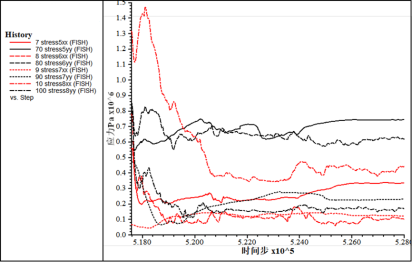 History
7 stress5xx (FISH)
70 stress5yy (FISH)
8 stress6xx (FISH)
80 stress6yy (FISH)
9 stress7xx (FISH)
90 stress7yy (FISH)
10 stress8xx (FISH)
100 stress8yy (FISH)
vs. Step
应力Pa x10^6
1.5
1.4
1.3
1.2
1.1
1.0
0.9
0.8
0.7
0.6
0.5
0.4
0.3
0.2
0.1
0.0
5.180 5.200 5.220 5.240 5.260 5.280
时间步 x10^5